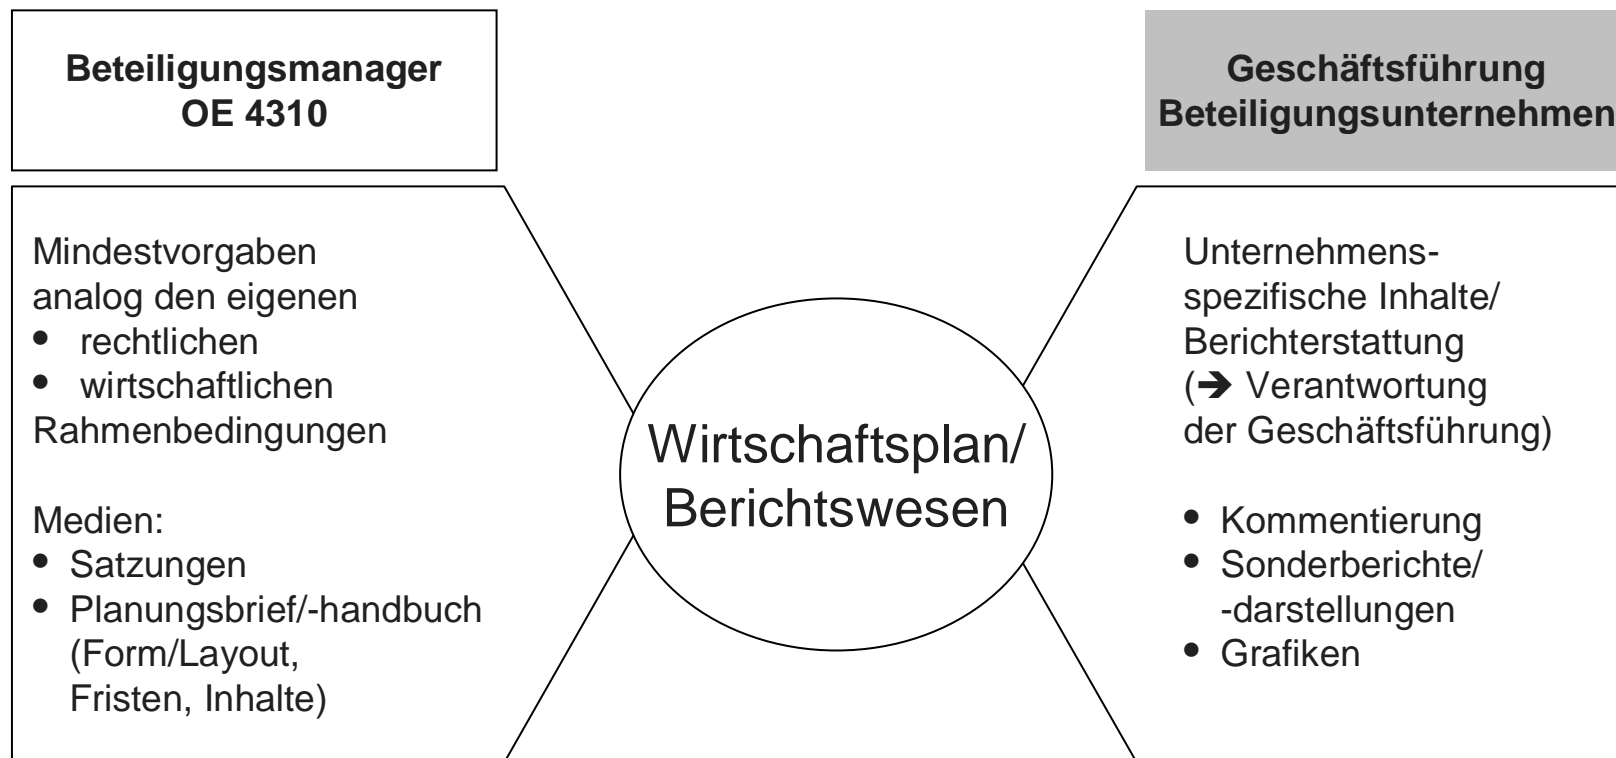 Beteiligungsmanager
OE 4310
Geschäftsführung
Beteiligungsunternehmen
Mindestvorgaben
analog den eigenen
• rechtlichen
• wirtschaftlichen
Rahmenbedingungen
Medien:
• Satzungen
• Planungsbrief/-handbuch
(Form/Layout,
Fristen, Inhalte)
Wirtschaftsplan/
Berichtswesen
Unternehmens-
spezifische Inhalte/
Berichterstattung
(➔ Verantwortung
der Geschäftsführung)
• Kommentierung
• Sonderberichte/
-darstellungen
• Grafiken